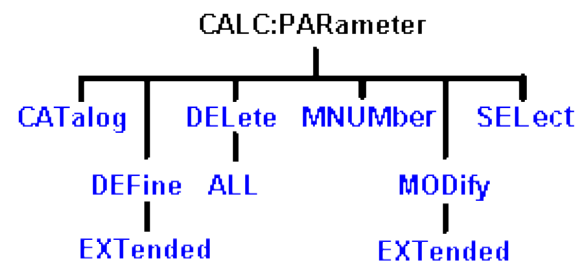 CALC:PARameter
CATalog DELete MNUMber SELect
DEFine ALL MODify
EXTended EXTended